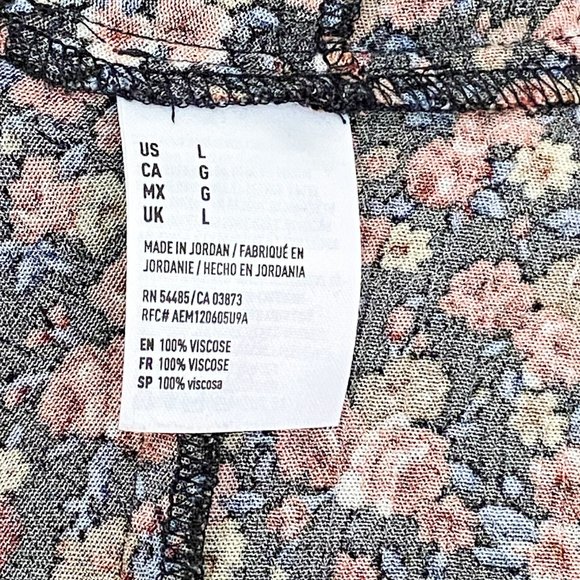 US L
CA G
MX G
UK L
MADE IN JORDAN / FABRIQUÉ EN
JORDANIE / HECHO EN JORDANIA
RN 54485/CA 03873
RFC# AEM120605U9A
EN 100% VISCOSE
FR 100% VISCOSE
SP 100% viscosa